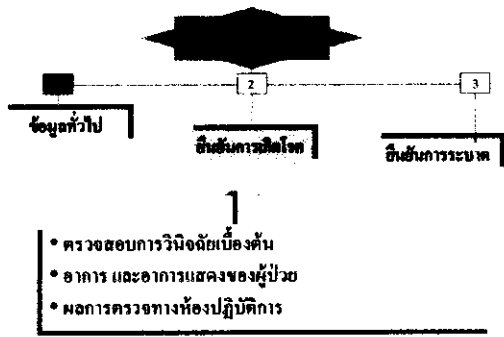 2
3
ข้อมูลทั่วไป
ยืนยันการเกิดโรค
ยืนยันการระบาด
• ตรวจสอบการวินิจฉัยเบื้องต้น
• อาการ และอาการแสดงของผู้ป่วย
• ผลการตรวจทางห้องปฏิบัติการ